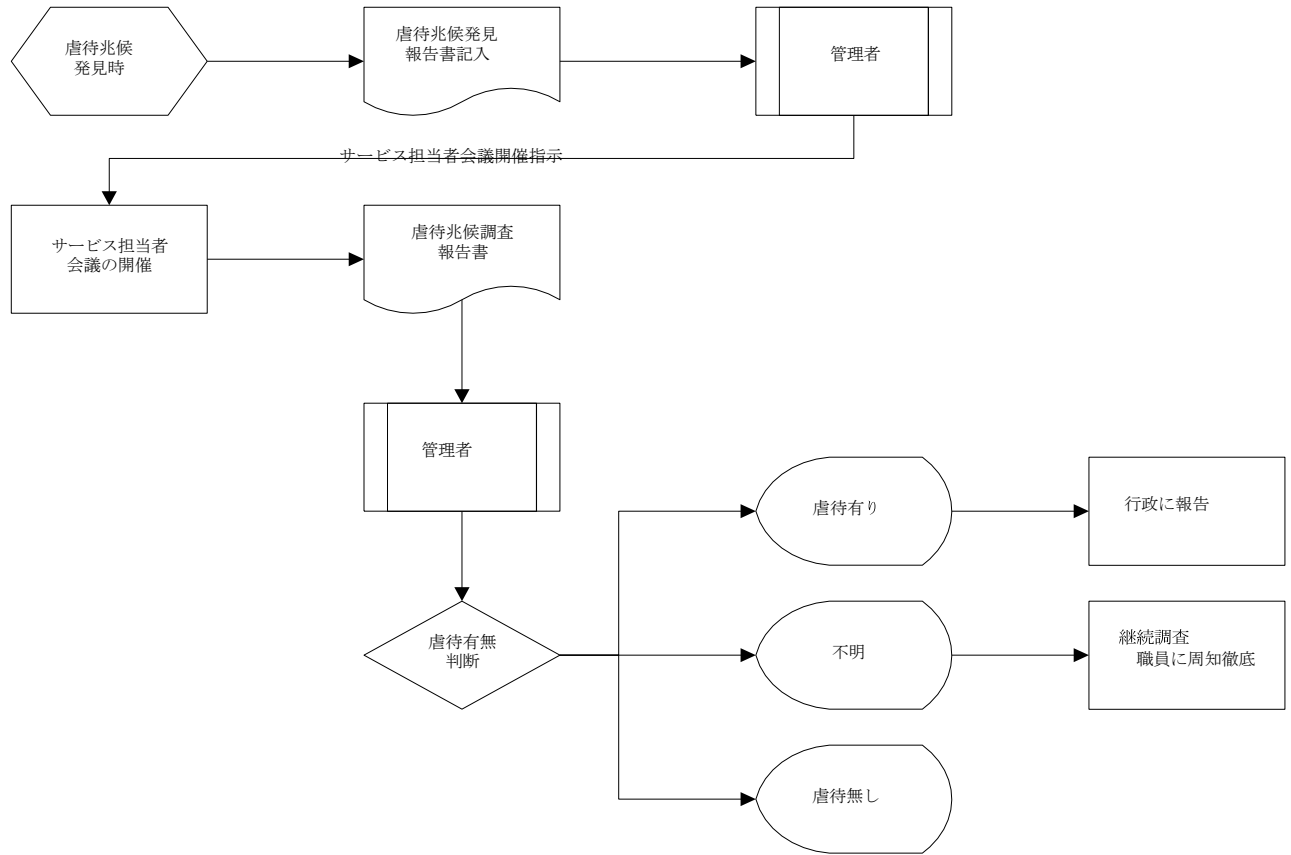 虐待兆候
発見時
虐待兆候発見
報告書記入
管理者
サービス担当者会議開催指示
サービス担当者
会議の開催
虐待兆候調査
報告書
管理者
虐待有無
判断
虐待有り
行政に報告
不明
継続調査
職員に周知徹底
虐待無し